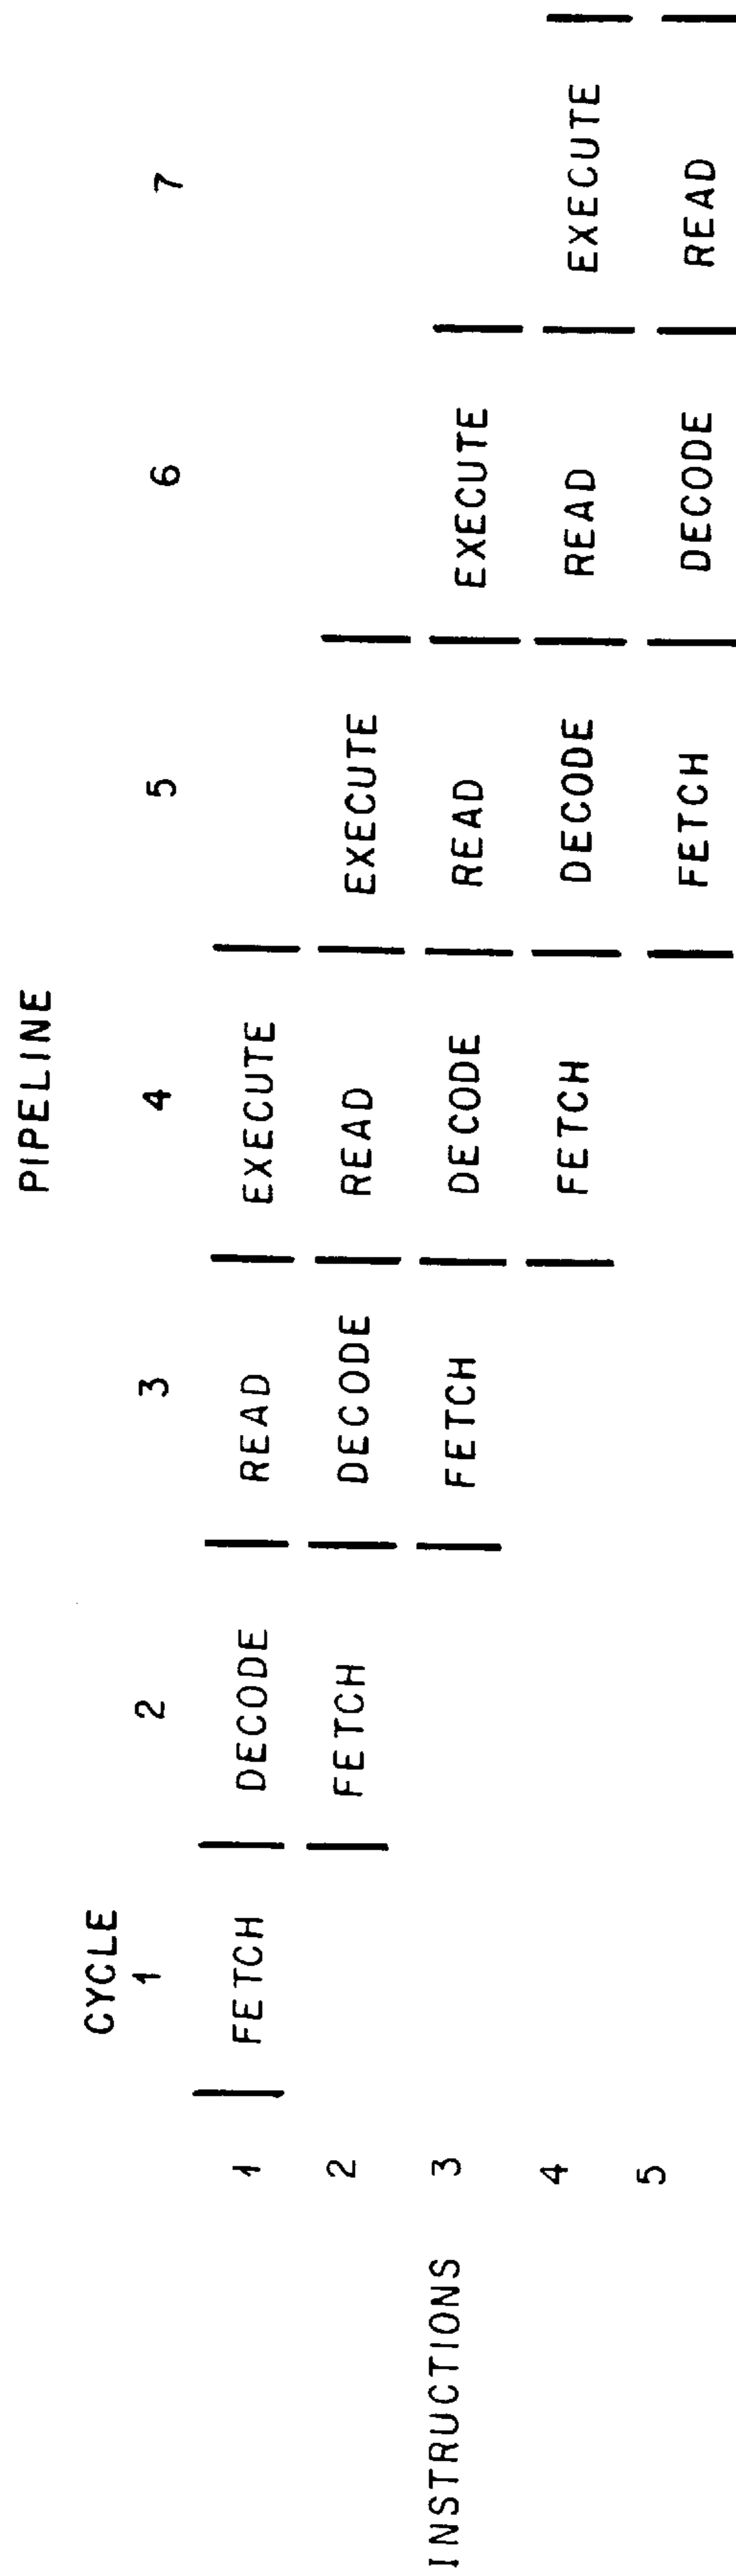 PIPELINE
CYCLE
1 2 3 4 5 6 7
1 FETCH DECODE READ EXECUTE
2 FETCH DECODE READ EXECUTE
INSTRUCTIONS 3 FETCH DECODE READ EXECUTE
4 FETCH DECODE READ EXECUTE
5 FETCH DECODE READ